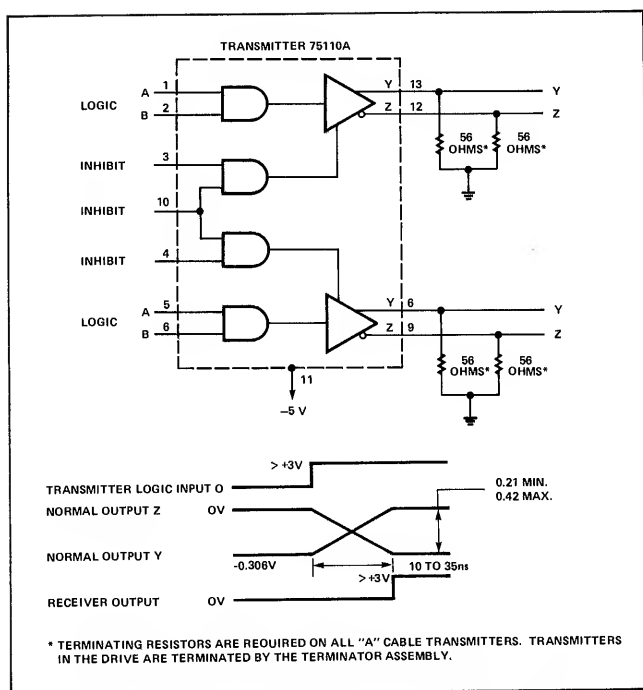 TRANSMITTER 75110A
LOGIC
A 1
B 2
Y 13 Y
Z 12 Z
56 OHMS*
56 OHMS*
INHIBIT 3
INHIBIT 10
INHIBIT 4
LOGIC
A 5
B 6
Y 6 Y
Z 9 Z
56 OHMS*
56 OHMS*
11
–5 V
> +3V
TRANSMITTER LOGIC INPUT O
NORMAL OUTPUT Z 0V
0.21 MIN.
0.42 MAX.
NORMAL OUTPUT Y -0.306V
10 TO 35ns
>+3V
RECEIVER OUTPUT 0V
* TERMINATING RESISTORS ARE REQUIRED ON ALL "A" CABLE TRANSMITTERS. TRANSMITTERS
IN THE DRIVE ARE TERMINATED BY THE TERMINATOR ASSEMBLY.